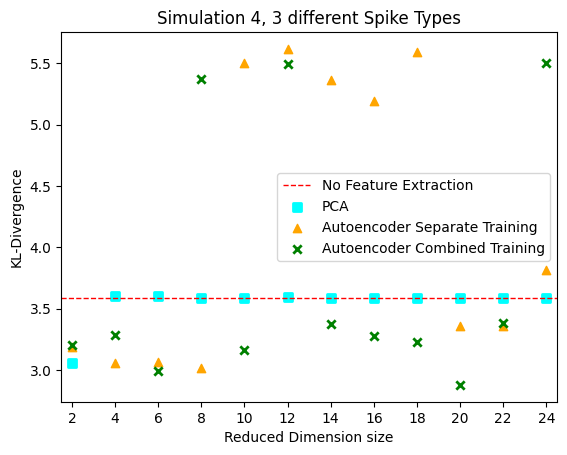 Simulation 4, 3 different Spike Types
KL-Divergence
5.5
5.0
4.5
4.0
3.5
3.0
No Feature Extraction
PCA
Autoencoder Separate Training
Autoencoder Combined Training
2 4 6 8 10 12 14 16 18 20 22 24
Reduced Dimension size